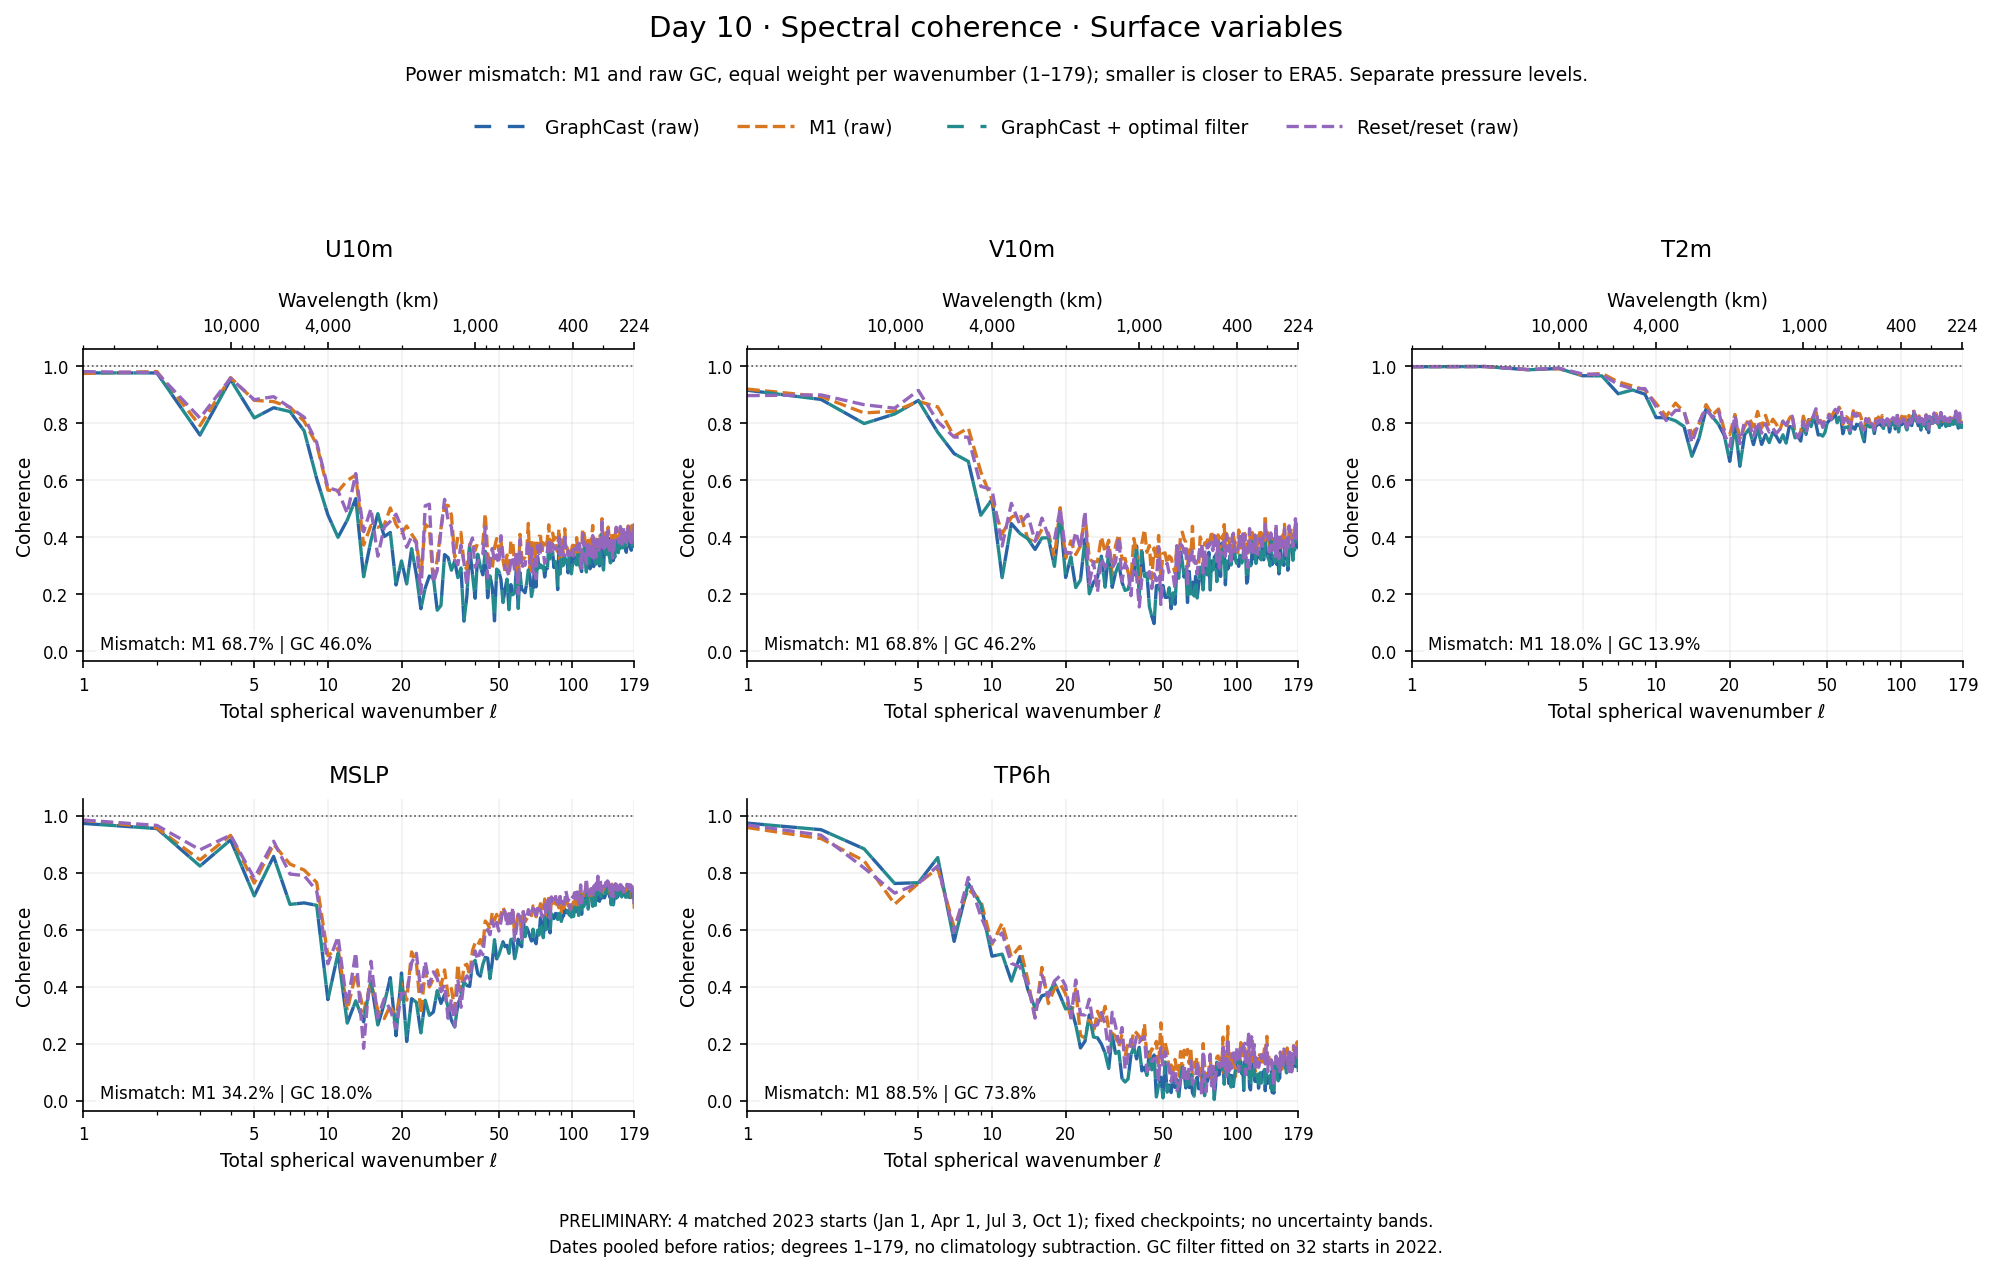 Day 10 · Spectral coherence · Surface variables
Power mismatch: M1 and raw GC, equal weight per wavenumber (1–179); smaller is closer to ERA5. Separate pressure levels.
GraphCast (raw) M1 (raw) GraphCast + optimal filter Reset/reset (raw)
U10m
Wavelength (km)
10,000 4,000 1,000 400 224
Coherence
1.0
0.8
0.6
0.4
0.2
0.0
Mismatch: M1 68.7% | GC 46.0%
1 5 10 20 50 100 179
Total spherical wavenumber ℓ
V10m
Wavelength (km)
10,000 4,000 1,000 400 224
Coherence
1.0
0.8
0.6
0.4
0.2
0.0
Mismatch: M1 68.8% | GC 46.2%
1 5 10 20 50 100 179
Total spherical wavenumber ℓ
T2m
Wavelength (km)
10,000 4,000 1,000 400 224
Coherence
1.0
0.8
0.6
0.4
0.2
0.0
Mismatch: M1 18.0% | GC 13.9%
1 5 10 20 50 100 179
Total spherical wavenumber ℓ
MSLP
Coherence
1.0
0.8
0.6
0.4
0.2
0.0
Mismatch: M1 34.2% | GC 18.0%
1 5 10 20 50 100 179
Total spherical wavenumber ℓ
TP6h
Coherence
1.0
0.8
0.6
0.4
0.2
0.0
Mismatch: M1 88.5% | GC 73.8%
1 5 10 20 50 100 179
Total spherical wavenumber ℓ
PRELIMINARY: 4 matched 2023 starts (Jan 1, Apr 1, Jul 3, Oct 1); fixed checkpoints; no uncertainty bands.
Dates pooled before ratios; degrees 1–179, no climatology subtraction. GC filter fitted on 32 starts in 2022.